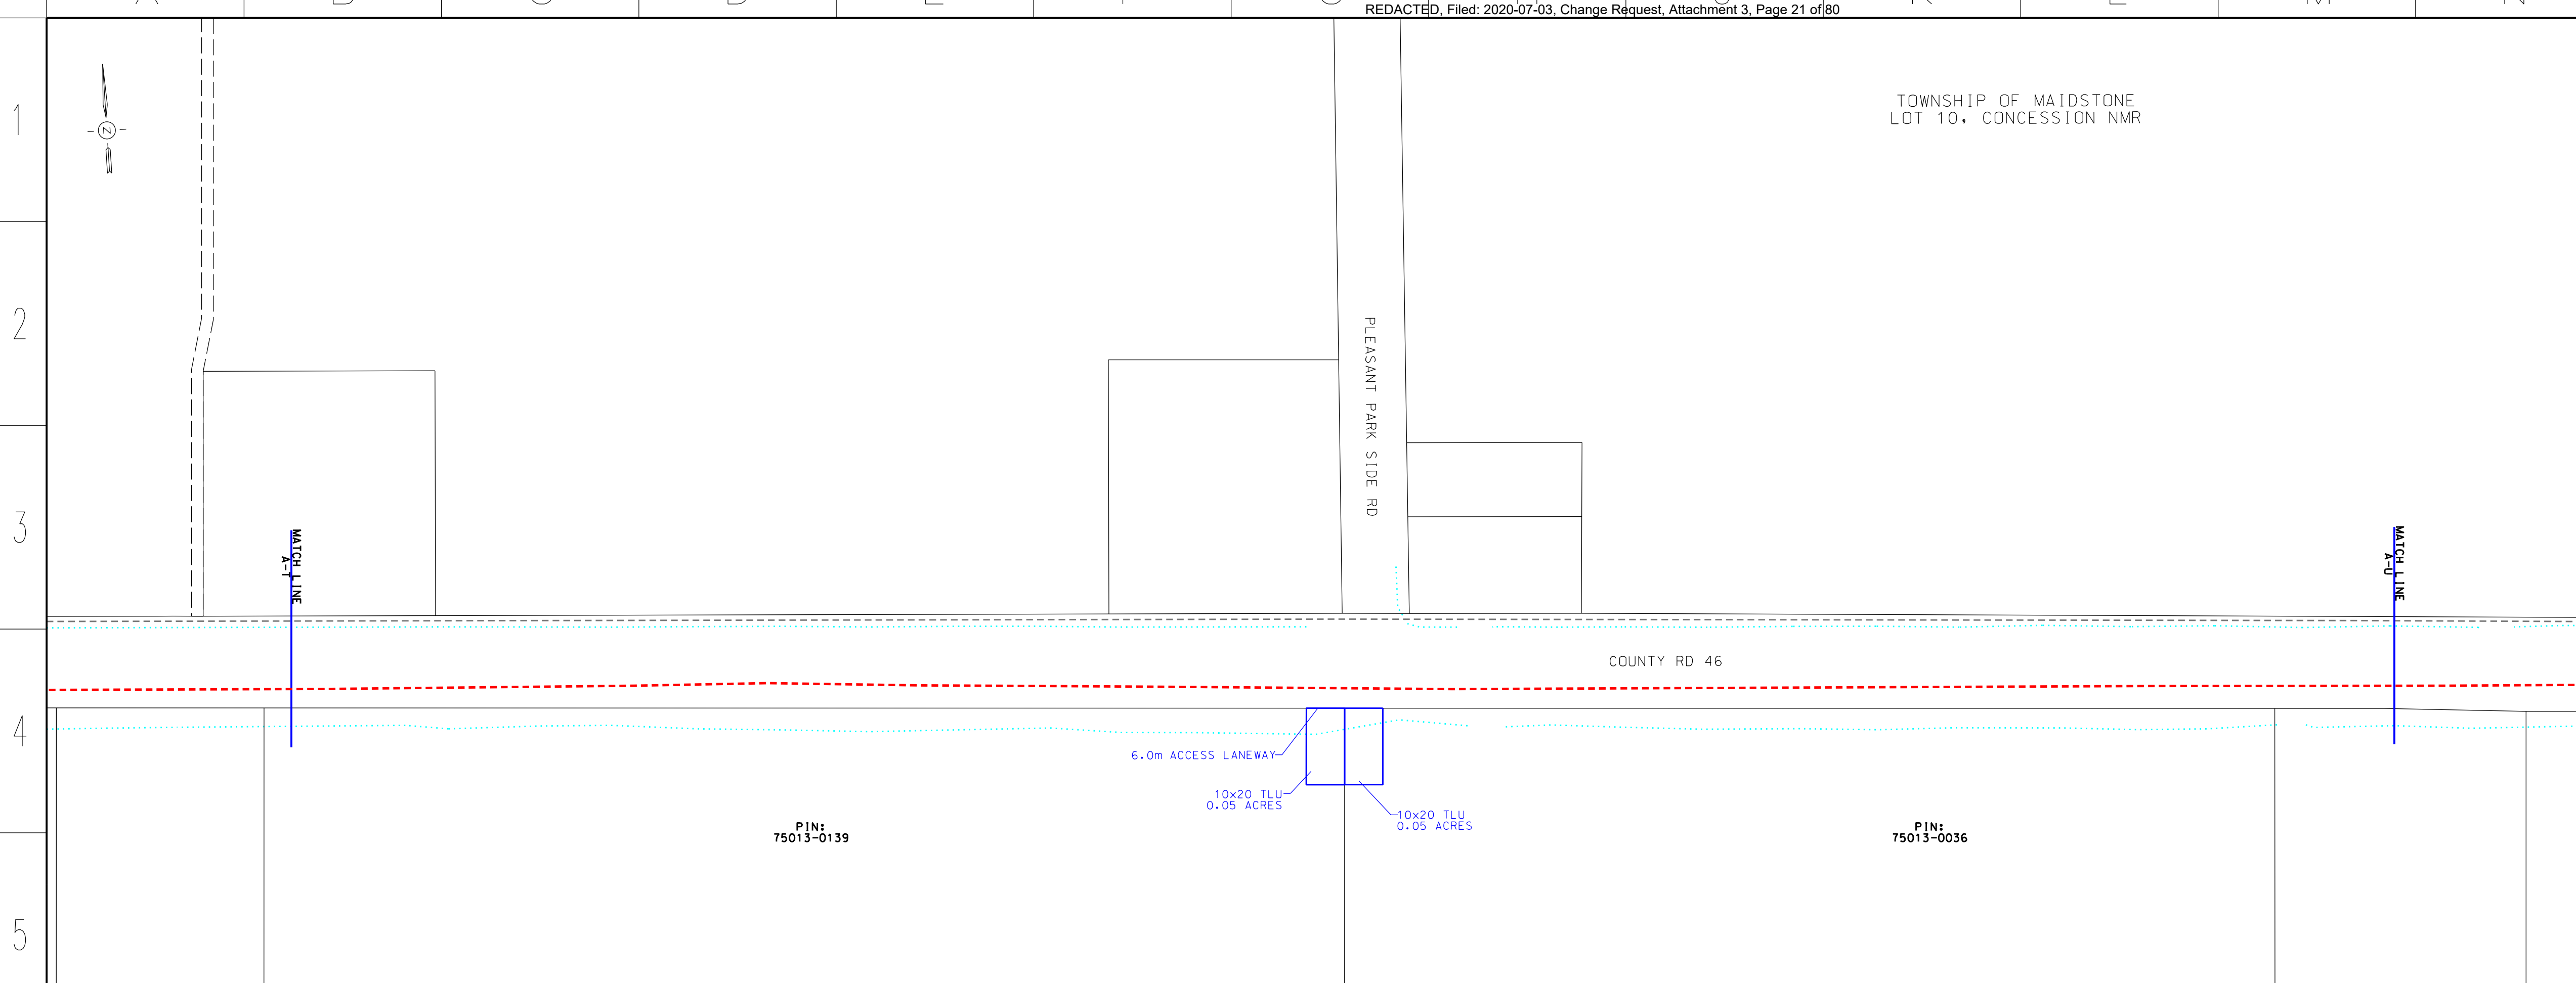 REDACTED, Filed: 2020-07-03, Change Request, Attachment 3, Page 21 of 80
1
N
TOWNSHIP OF MAIDSTONE
LOT 10, CONCESSION NMR
2
PLEASANT PARK SIDE RD
3
MATCH LINE
A-T
MATCH LINE
A-U
COUNTY RD 46
4
6.0m ACCESS LANEWAY
10x20 TLU
0.05 ACRES
10x20 TLU
0.05 ACRES
PIN:
75013-0139
PIN:
75013-0036
5